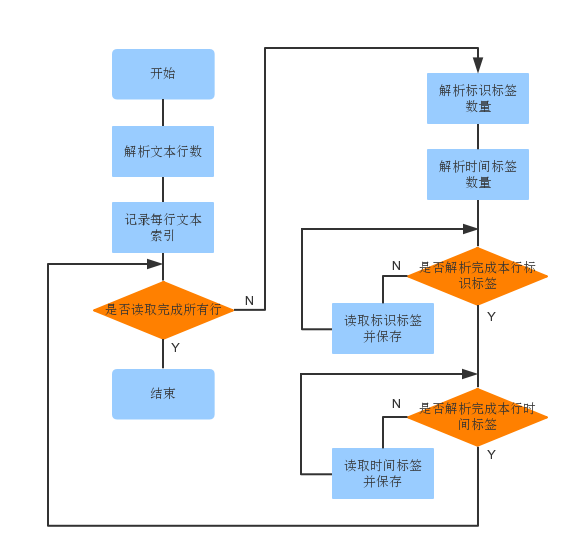 开始
解析文本行数
记录每行文本
索引
是否读取完成所有行
N
Y
结束
解析标识标签
数量
解析时间标签
数量
是否解析完成本行标
识标签
N
Y
读取标识标签
并保存
是否解析完成本行时
间标签
N
Y
读取时间标签
并保存